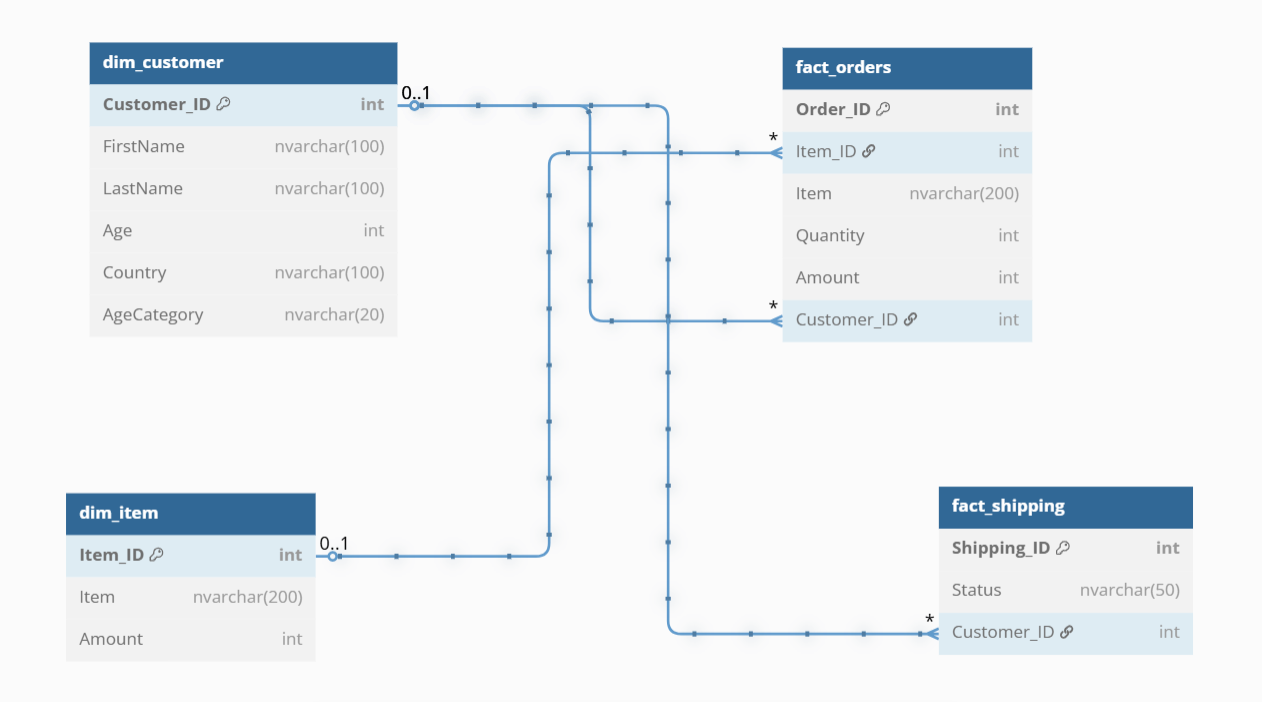 dim_customer
Customer_ID int
FirstName nvarchar(100)
LastName nvarchar(100)
Age int
Country nvarchar(100)
AgeCategory nvarchar(20)
0..1
fact_orders
Order_ID int
* Item_ID int
Item nvarchar(200)
Quantity int
Amount int
* Customer_ID int
dim_item
Item_ID int
Item nvarchar(200)
Amount int
0..1
fact_shipping
Shipping_ID int
Status nvarchar(50)
* Customer_ID int